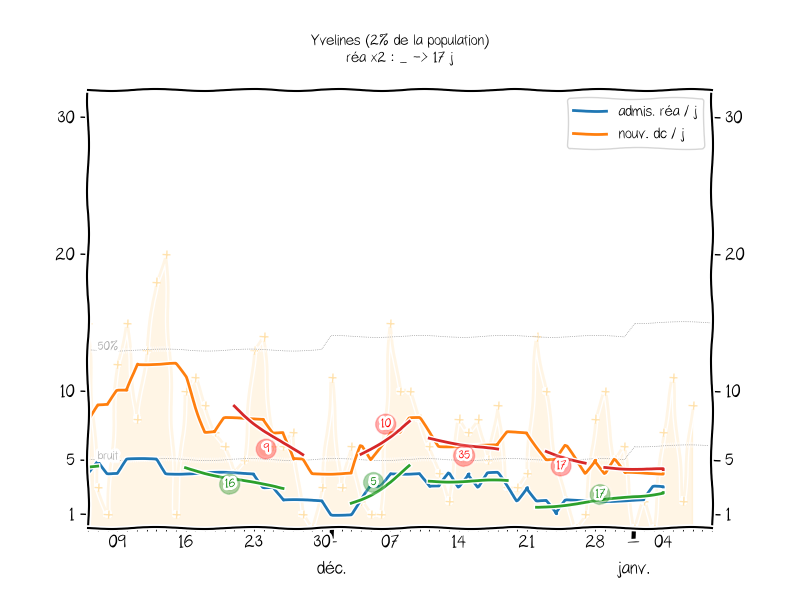 Yvelines (2% de la population)
réa x2 : _ -> 17 j
admis. réa / j
nouv. dc / j
30
30
20
20
50%
10
10
10
9
35
17
bruit
5
5
16
5
17
1
1
09 16 23 30 07 14 21 28 04
déc. janv.